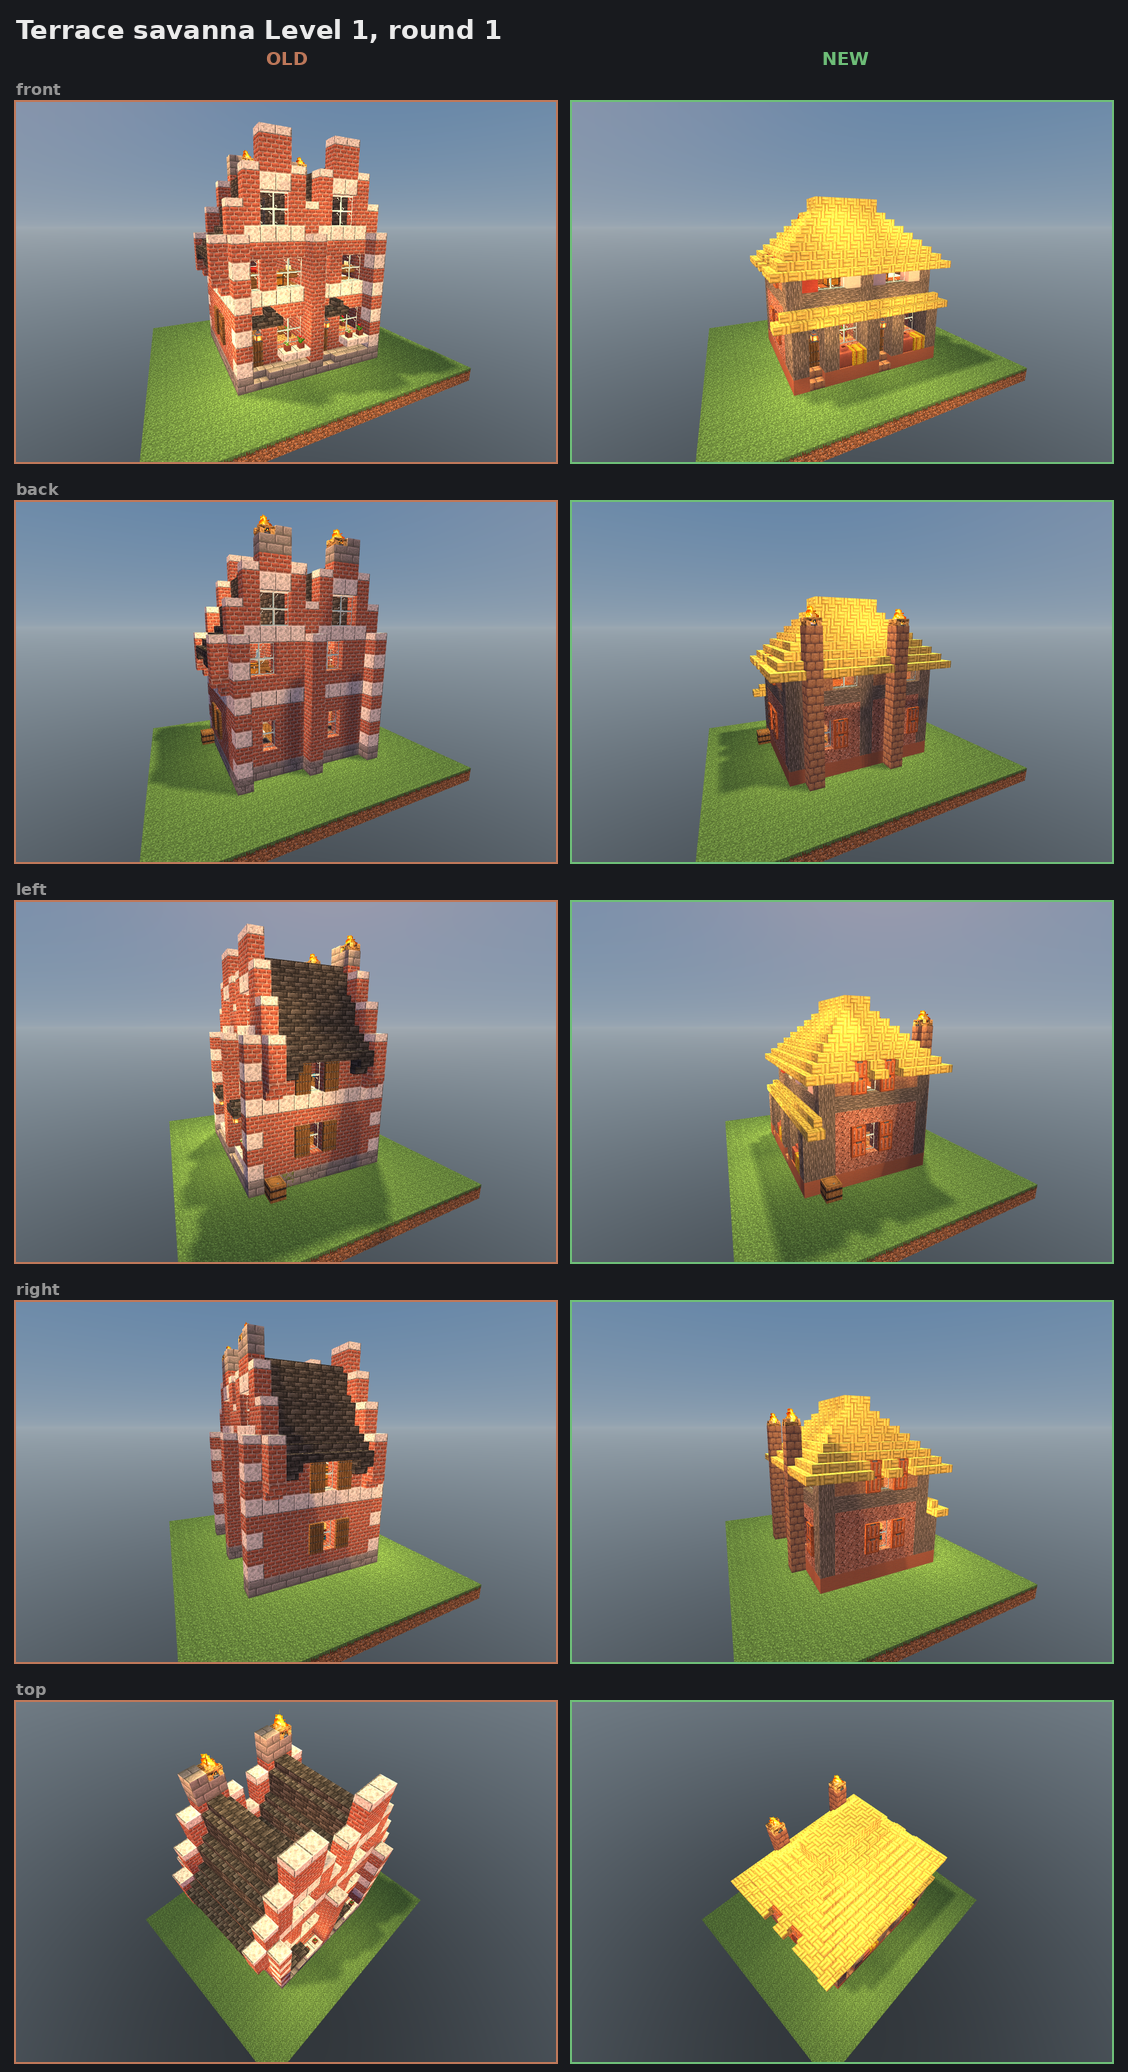 Terrace savanna Level 1, round 1
OLD
NEW
front
back
left
right
top